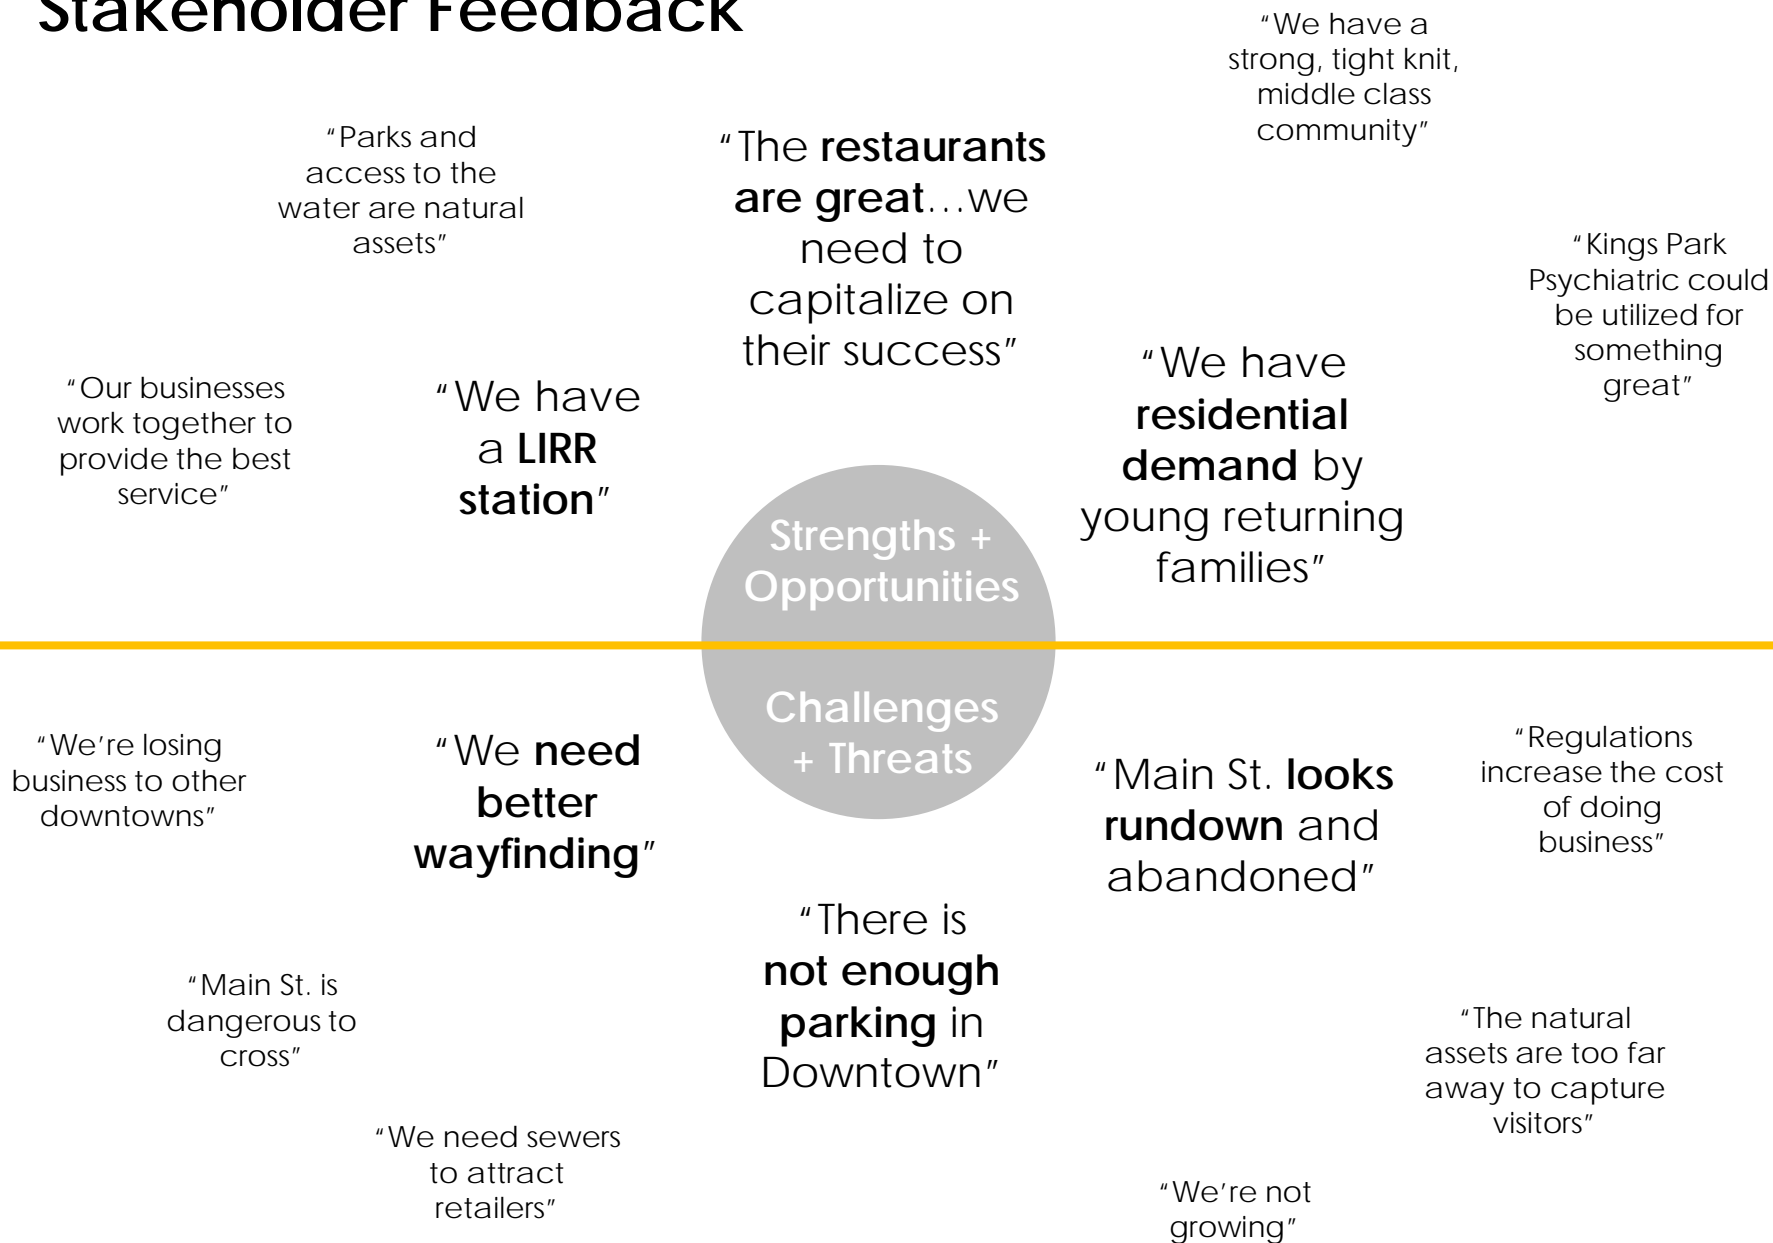 Stakeholder Feedback
“We have a
strong, tight knit,
middle class
community”
“Parks and
access to the
water are natural
assets”
“The restaurants
are great…we
need to
capitalize on
their success”
“Kings Park
Psychiatric could
be utilized for
something
great”
“Our businesses
work together to
provide the best
service”
“We have
a LIRR
station”
“We have
residential
demand by
young returning
families”
Strengths +
Opportunities
Challenges
+ Threats
“We’re losing
business to other
downtowns”
“We need
better
wayfinding”
“Main St. looks
rundown and
abandoned”
“Regulations
increase the cost
of doing
business”
“There is
not enough
parking in
Downtown”
“Main St. is
dangerous to
cross”
“The natural
assets are too far
away to capture
visitors”
“We need sewers
to attract
retailers”
“We’re not
growing”